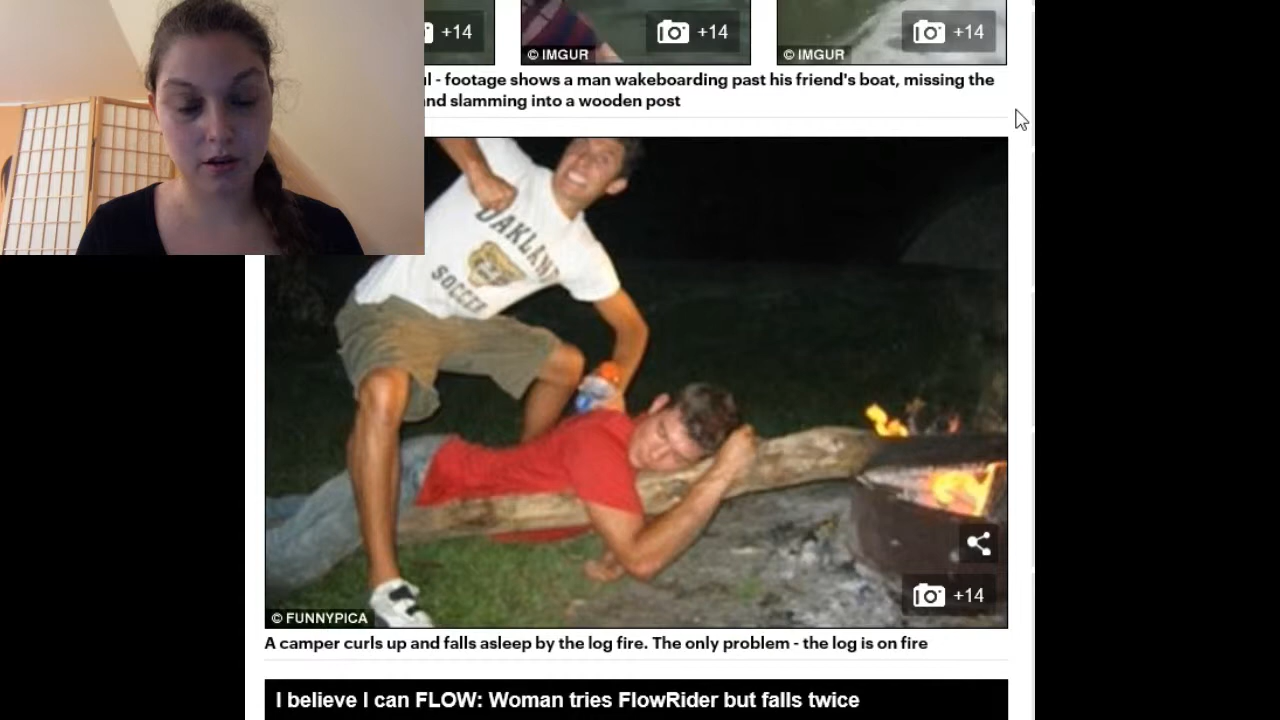 +14
+14
+14
© IMGUR
© IMGUR
- footage shows a man wakeboarding past his friend's boat, missing the
slamming into a wooden post
OAKLAND
SOCCER
+14
© FUNNYPICA
A camper curls up and falls asleep by the log fire. The only problem - the log is on fire
I believe I can FLOW: Woman tries FlowRider but falls twice